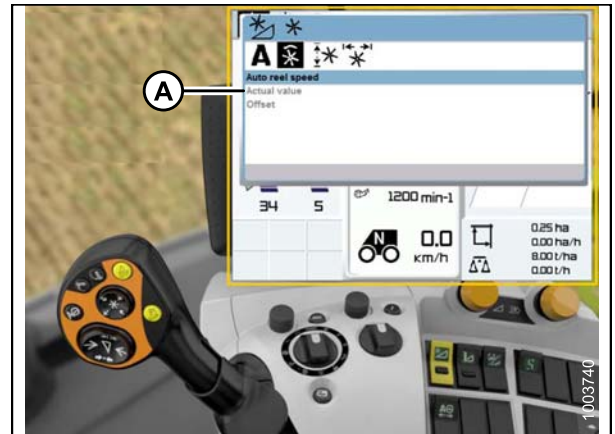 A
Auto reel speed
Actual value
Offset
A
34
5
1200 min-1
N
0.0
км/h
0.25 ha
0.00 ha/h
8.00 t/ha
0.00 t/h
S
1003740